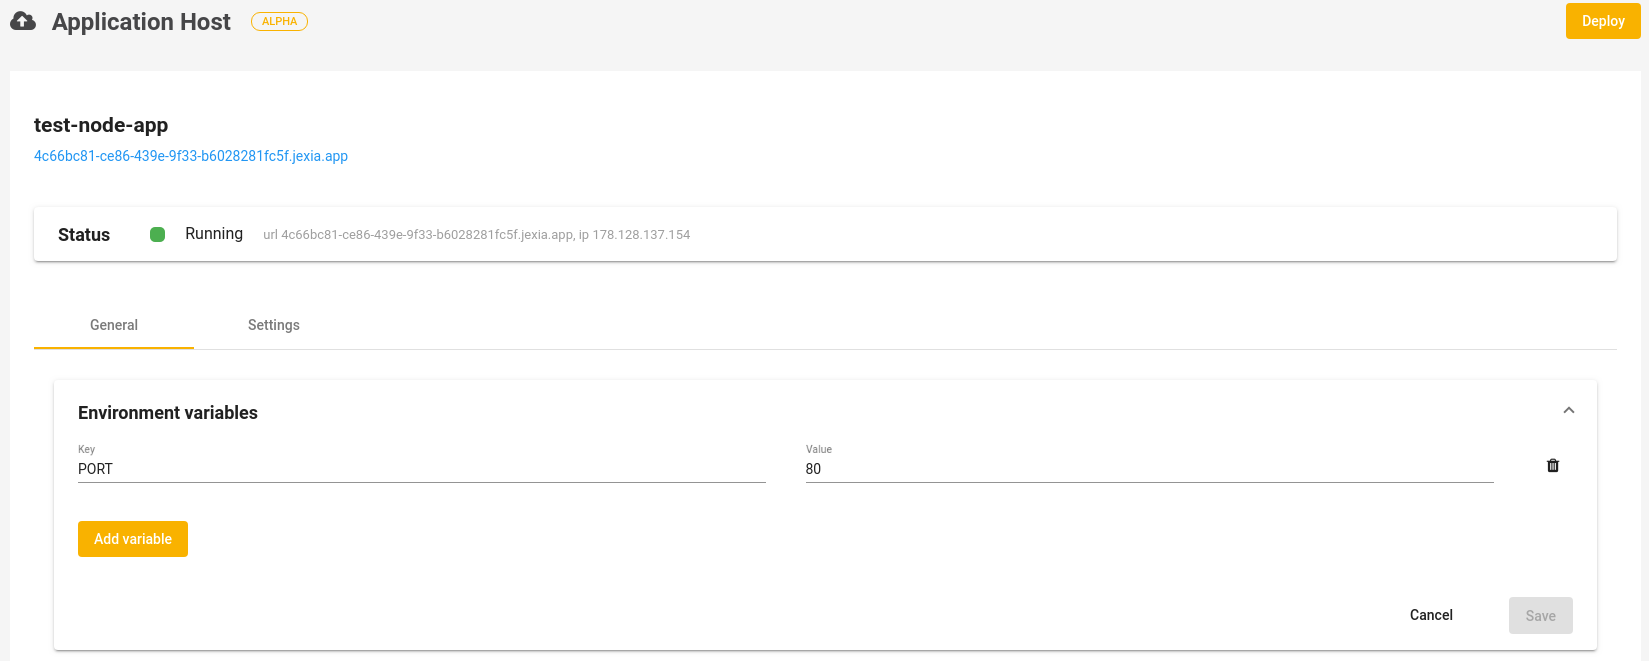 Application Host ALPHA Deploy
test-node-app
4c66bc81-ce86-439e-9f33-b6028281fc5f.jexia.app
Status Running url 4c66bc81-ce86-439e-9f33-b6028281fc5f.jexia.app, ip 178.128.137.154
General Settings
Environment variables
Key Value
PORT 80
Add variable
Cancel Save